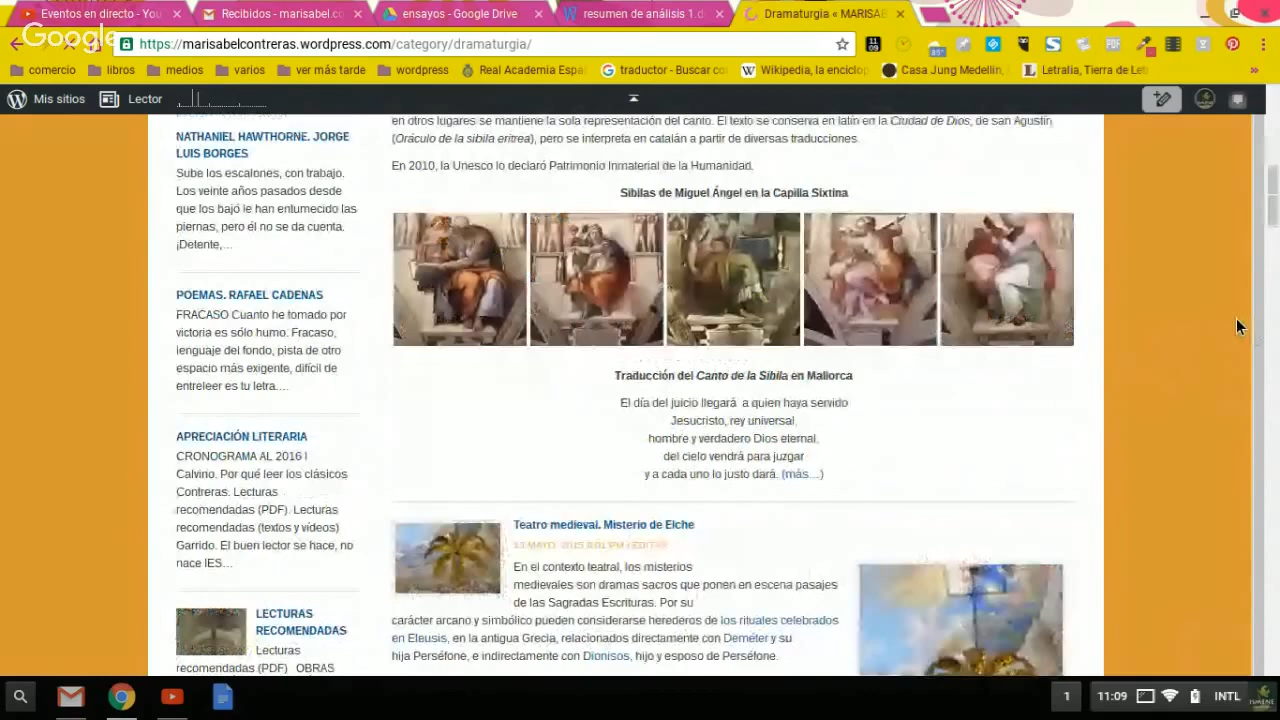 Eventos en directo - You
Recibidos - marisabel.co
ensayos - Google Drive
resumen de análisis 1.d
Dramaturgia « MARISAB
Google
https://marisabelcontreras.wordpress.com/category/dramaturgia/
11 09
85°
PDF
comercio
libros
medios
varios
ver más tarde
wordpress
Real Academia Espa
traductor - Buscar co
Wikipedia, la enciclop
Casa Jung Medellín,
Letralia, Tierra de Let
»
Mis sitios
Lector
NATHANIEL HAWTHORNE. JORGE
LUIS BORGES
Sube los escalones, con trabajo.
Los veinte años pasados desde
que los bajó le han entumecido las
piernas, pero él no se da cuenta.
¡Detente,...
POEMAS. RAFAEL CADENAS
FRACASO Cuanto he tomado por
victoria es sólo humo. Fracaso,
lenguaje del fondo, pista de otro
espacio más exigente, difícil de
entreleer es tu letra....
APRECIACIÓN LITERARIA
CRONOGRAMA AL 2016 I
Calvino. Por qué leer los clásicos
Contreras. Lecturas
recomendadas (PDF). Lecturas
recomendadas (textos y vídeos)
Garrido. El buen lector se hace, no
nace IES...
LECTURAS
RECOMENDADAS
Lecturas
recomendadas (PDF) OBRAS
en otros lugares se mantiene la sola representación del canto. El texto se conserva en latín en la Ciudad de Dios, de san Agustín
(Oráculo de la sibila eritrea), pero se interpreta en catalán a partir de diversas traducciones.
En 2010, la Unesco lo declaró Patrimonio Inmaterial de la Humanidad.
Sibilas de Miguel Ángel en la Capilla Sixtina
Traducción del Canto de la Sibila en Mallorca
El día del juicio llegará a quien haya servido
Jesucristo, rey universal,
hombre y verdadero Dios eternal,
del cielo vendrá para juzgar
y a cada uno lo justo dará. (más...)
Teatro medieval. Misterio de Elche
En el contexto teatral, los misterios
medievales son dramas sacros que ponen en escena pasajes
de las Sagradas Escrituras. Por su
carácter arcano y simbólico pueden considerarse herederos de los rituales celebrados
en Eleusis, en la antigua Grecia, relacionados directamente con Deméter y su
hija Perséfone, e indirectamente con Dionisos, hijo y esposo de Perséfone.
1
11:09
INTL